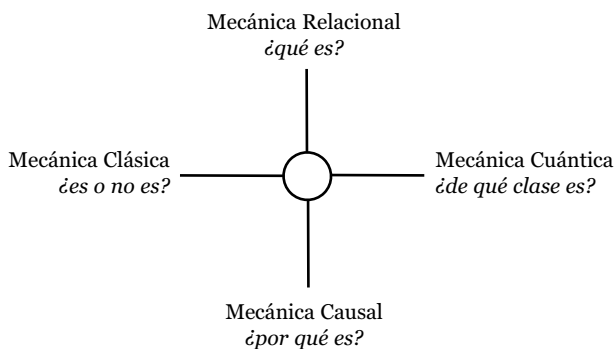 Mecánica Relacional
¿qué es?
Mecánica Clásica
¿es o no es?
Mecánica Cuántica
¿de qué clase es?
Mecánica Causal
¿por qué es?